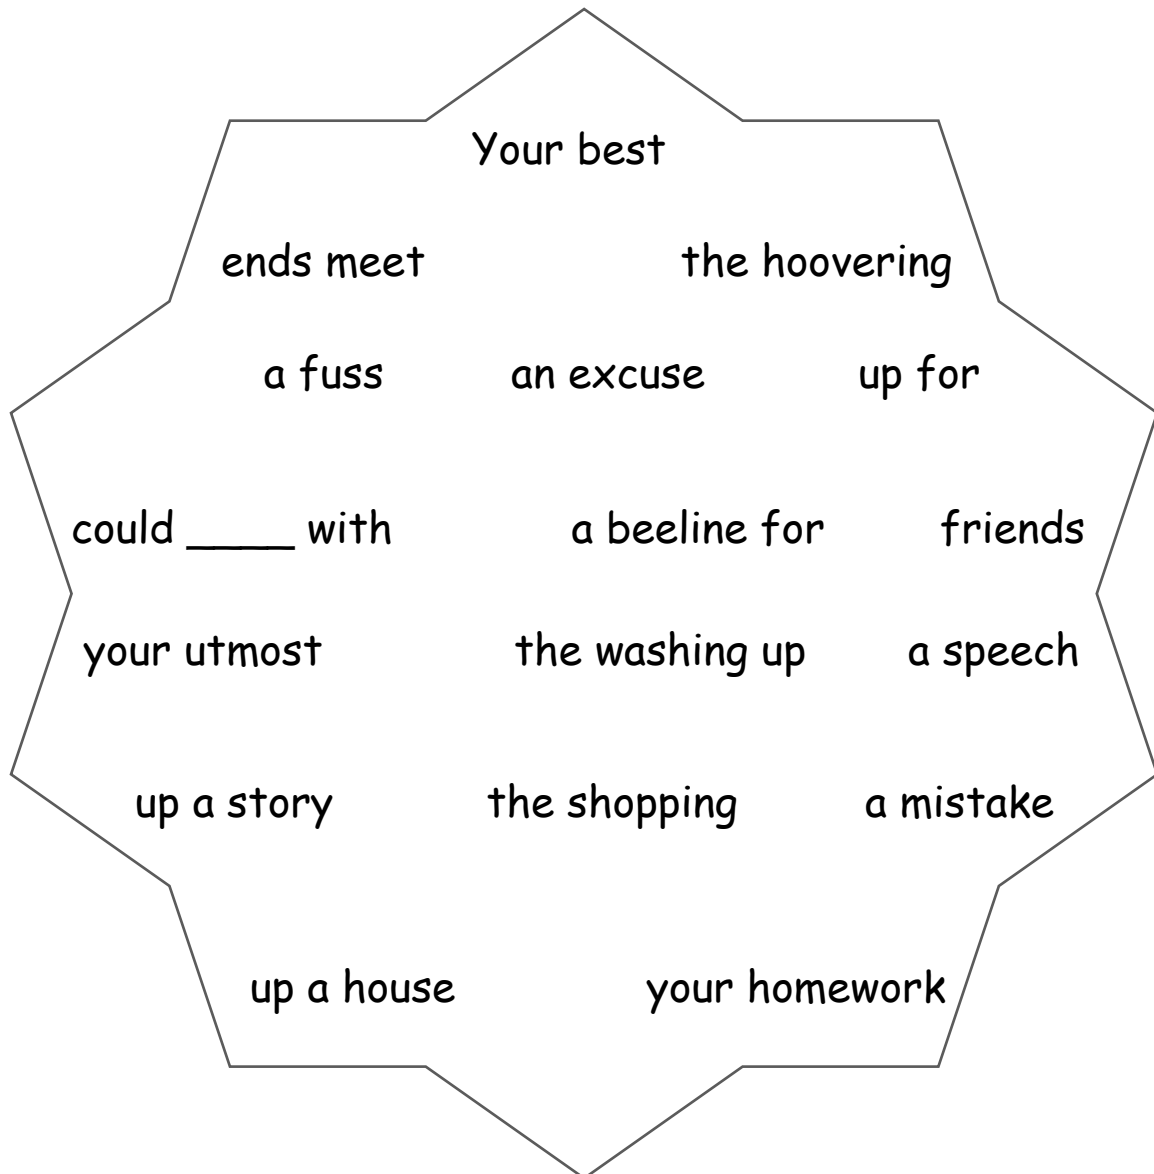 Your best
ends meet the hoovering
a fuss an excuse up for
could ____ with a beeline for friends
your utmost the washing up a speech
up a story the shopping a mistake
up a house your homework